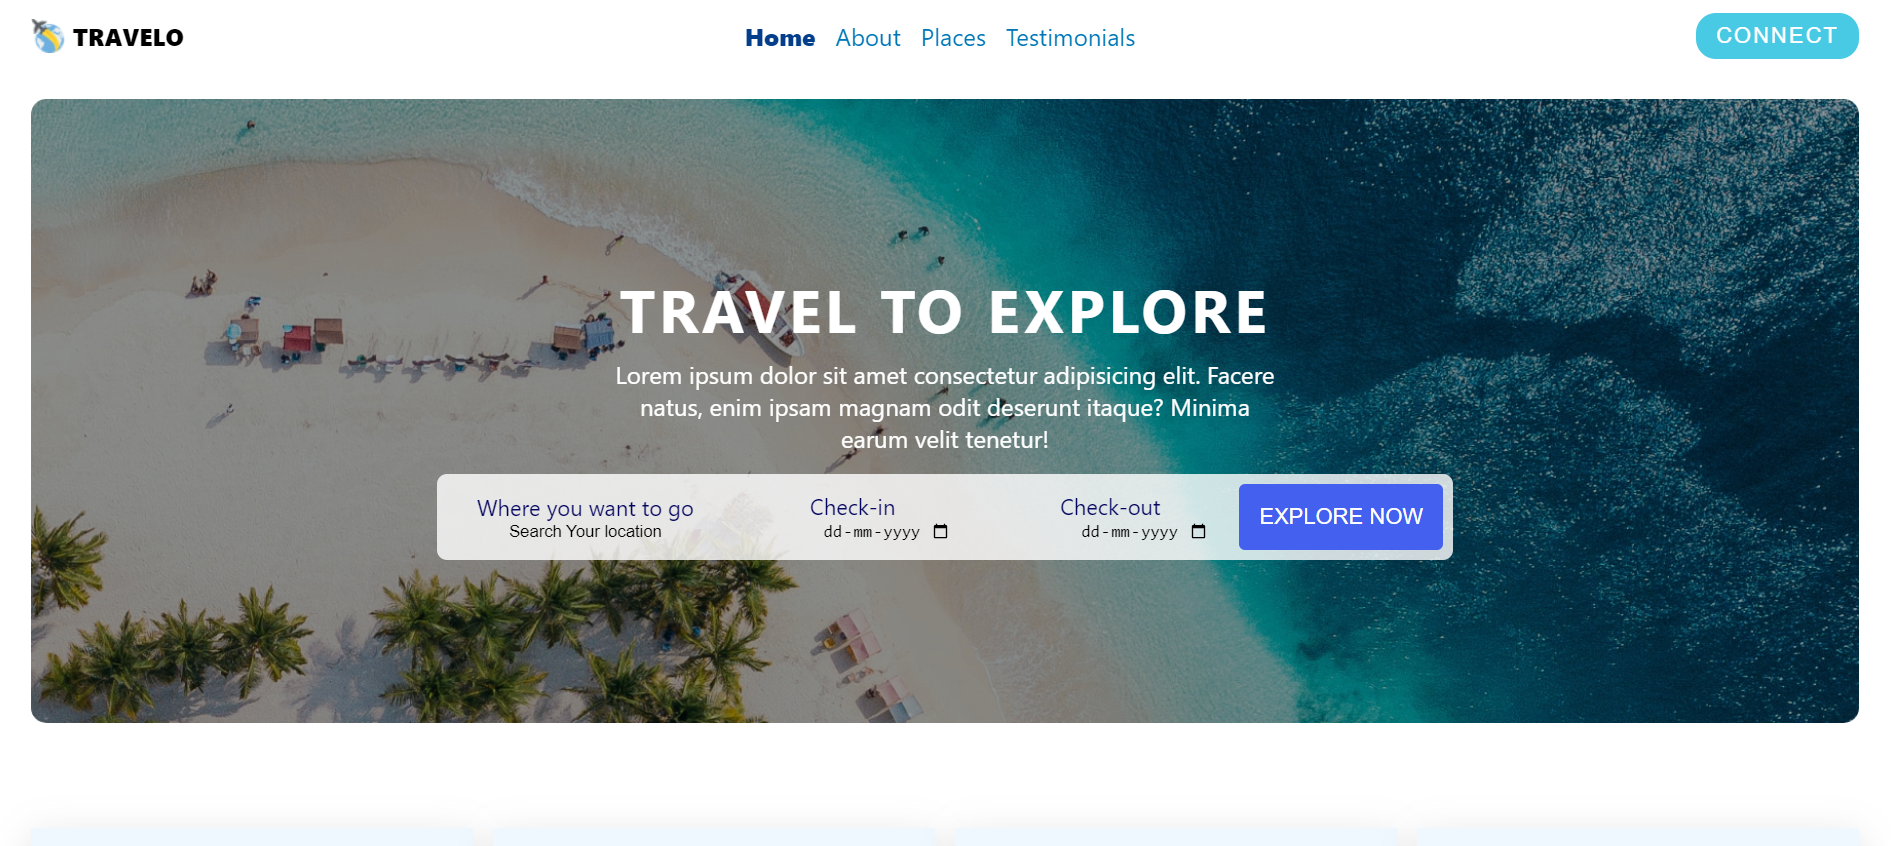 TRAVELO
Home About Places Testimonials
CONNECT
TRAVEL TO EXPLORE
Lorem ipsum dolor sit amet consectetur adipisicing elit. Facere
natus, enim ipsam magnam odit deserunt itaque? Minima
earum velit tenetur!
Where you want to go
Search Your location
Check-in
dd-mm-yyyy
Check-out
dd-mm-yyyy
EXPLORE NOW